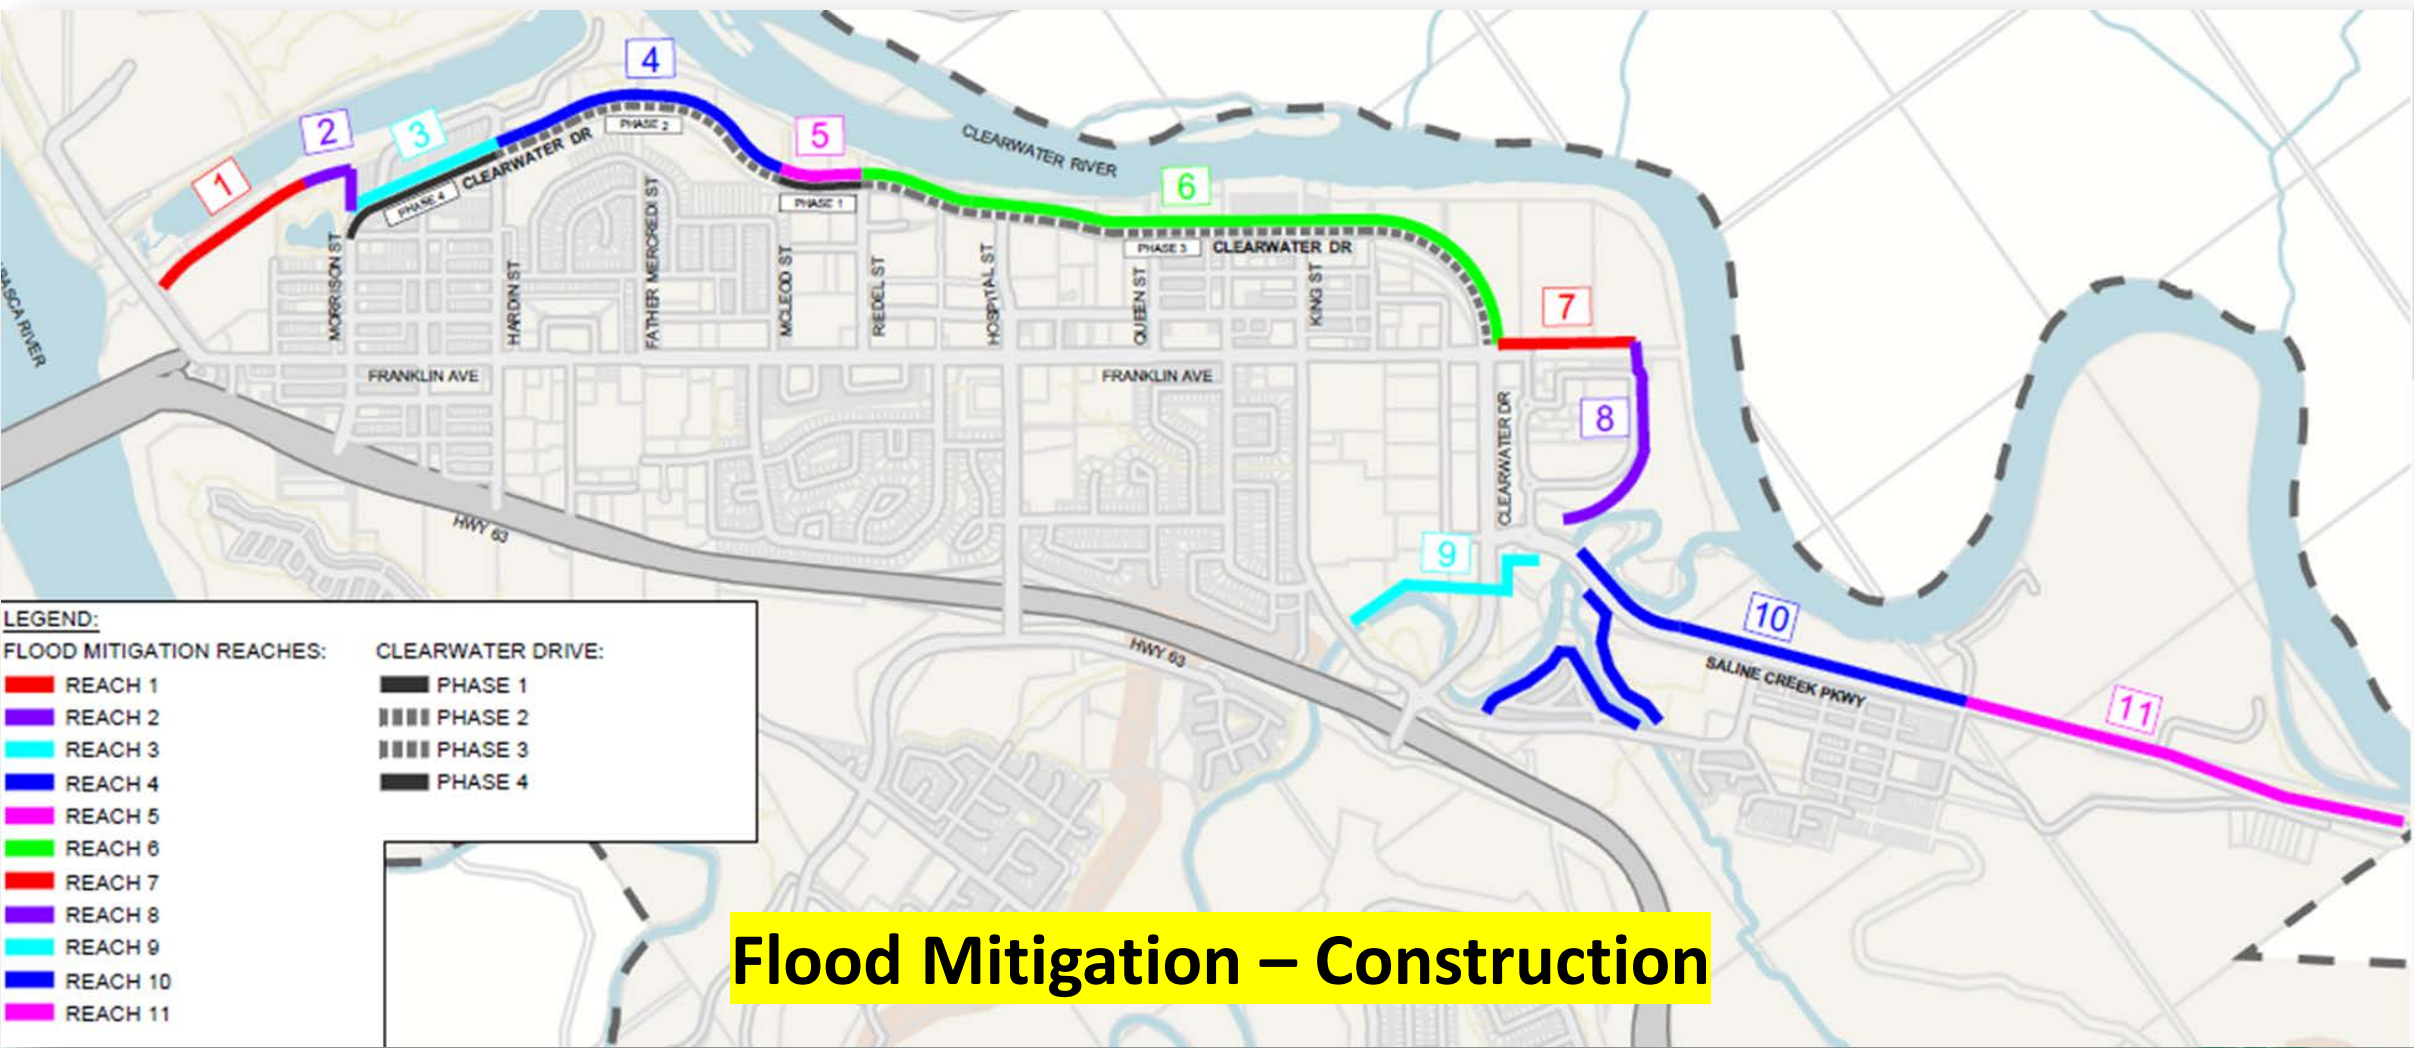 4
2
3
5
1
PHASE 2
CLEARWATER DR
CLEARWATER RIVER
PHASE 4
PHASE 1
6
PHASE 3
CLEARWATER DR
MORRISON ST
HARDIN ST
FATHER MERCREDI ST
MCLEOD ST
RIEDEL ST
HOSPITAL ST
QUEEN ST
KING ST
7
BASCA RIVER
FRANKLIN AVE
FRANKLIN AVE
8
CLEARWATER DR
HWY 63
9
10
HWY 63
SALINE CREEK PKWY
11
LEGEND:
FLOOD MITIGATION REACHES:
REACH 1
REACH 2
REACH 3
REACH 4
REACH 5
REACH 6
REACH 7
REACH 8
REACH 9
REACH 10
REACH 11
CLEARWATER DRIVE:
PHASE 1
PHASE 2
PHASE 3
PHASE 4
Flood Mitigation – Construction